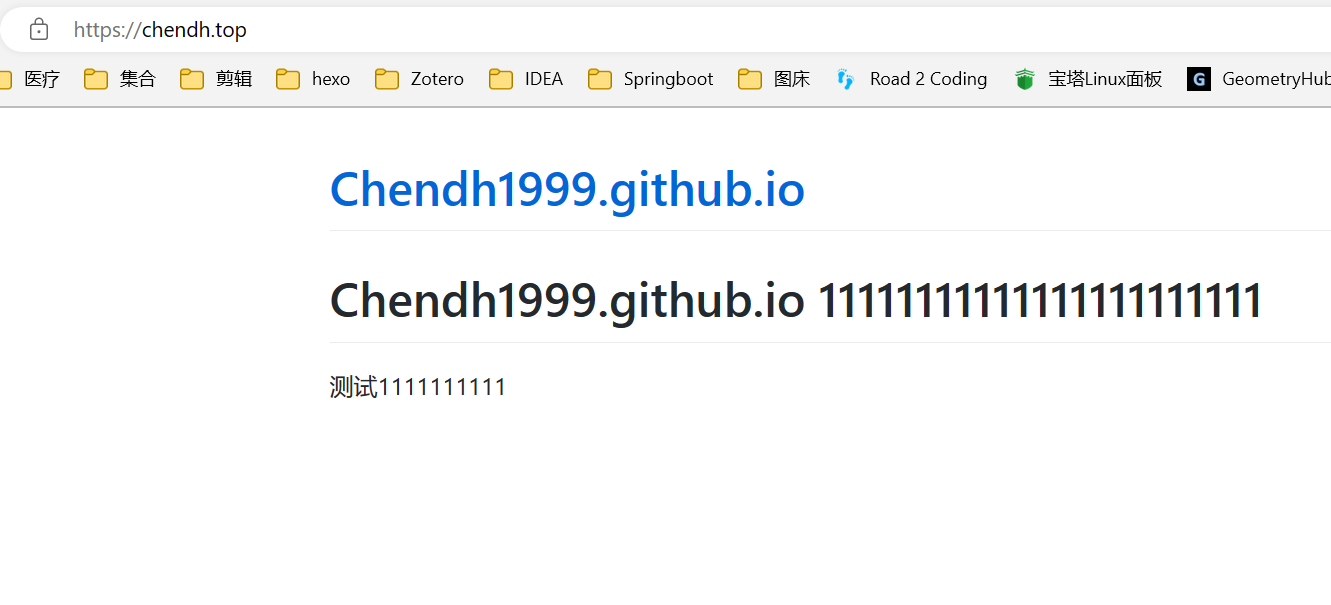 https://chendh.top
医疗 集合 剪辑 hexo Zotero IDEA Springboot 图床 Road 2 Coding 宝塔Linux面板 G GeometryHub
Chendh1999.github.io
Chendh1999.github.io 11111111111111111111111
测试1111111111